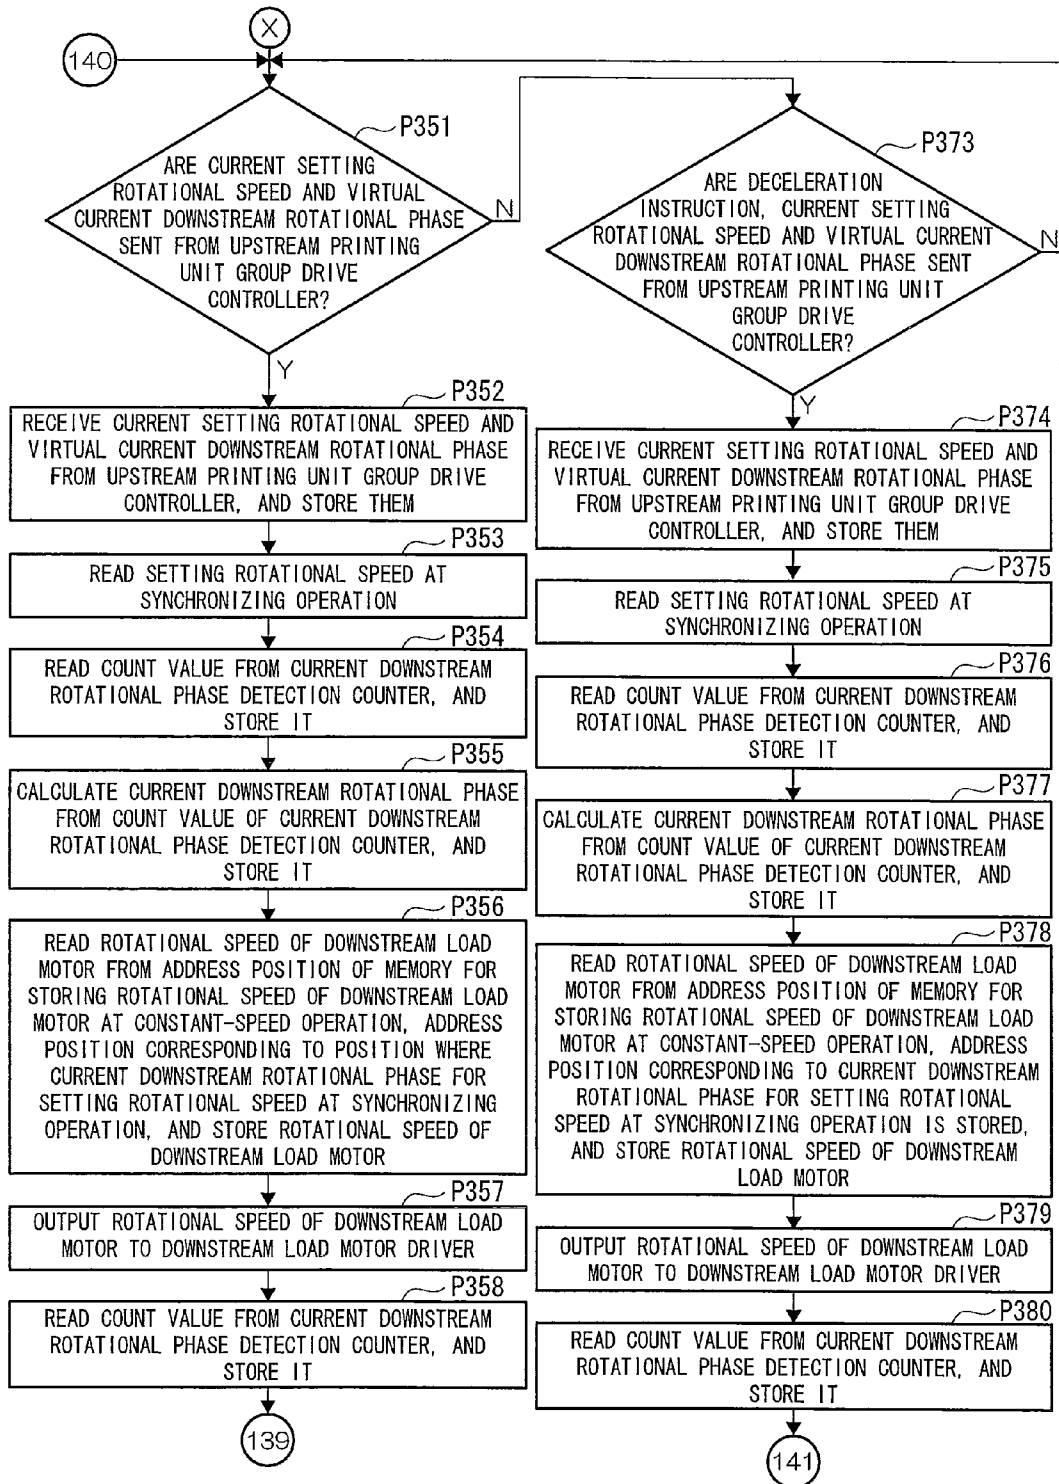 X
140
P351
ARE CURRENT SETTING
ROTATIONAL SPEED AND VIRTUAL
CURRENT DOWNSTREAM ROTATIONAL PHASE
SENT FROM UPSTREAM PRINTING
UNIT GROUP DRIVE
CONTROLLER?
N
Y
P352
RECEIVE CURRENT SETTING ROTATIONAL SPEED AND
VIRTUAL CURRENT DOWNSTREAM ROTATIONAL PHASE
FROM UPSTREAM PRINTING UNIT GROUP DRIVE
CONTROLLER, AND STORE THEM
P353
READ SETTING ROTATIONAL SPEED AT
SYNCHRONIZING OPERATION
P354
READ COUNT VALUE FROM CURRENT DOWNSTREAM
ROTATIONAL PHASE DETECTION COUNTER, AND
STORE IT
P355
CALCULATE CURRENT DOWNSTREAM ROTATIONAL PHASE
FROM COUNT VALUE OF CURRENT DOWNSTREAM
ROTATIONAL PHASE DETECTION COUNTER, AND
STORE IT
P356
READ ROTATIONAL SPEED OF DOWNSTREAM LOAD
MOTOR FROM ADDRESS POSITION OF MEMORY FOR
STORING ROTATIONAL SPEED OF DOWNSTREAM LOAD
MOTOR AT CONSTANT-SPEED OPERATION, ADDRESS
POSITION CORRESPONDING TO POSITION WHERE
CURRENT DOWNSTREAM ROTATIONAL PHASE FOR
SETTING ROTATIONAL SPEED AT SYNCHRONIZING
OPERATION, AND STORE ROTATIONAL SPEED OF
DOWNSTREAM LOAD MOTOR
P357
OUTPUT ROTATIONAL SPEED OF DOWNSTREAM LOAD
MOTOR TO DOWNSTREAM LOAD MOTOR DRIVER
P358
READ COUNT VALUE FROM CURRENT DOWNSTREAM
ROTATIONAL PHASE DETECTION COUNTER, AND
STORE IT
139
P373
ARE DECELERATION
INSTRUCTION, CURRENT SETTING
ROTATIONAL SPEED AND VIRTUAL CURRENT
DOWNSTREAM ROTATIONAL PHASE SENT
FROM UPSTREAM PRINTING UNIT
GROUP DRIVE
CONTROLLER?
N
Y
P374
RECEIVE CURRENT SETTING ROTATIONAL SPEED AND
VIRTUAL CURRENT DOWNSTREAM ROTATIONAL PHASE
FROM UPSTREAM PRINTING UNIT GROUP DRIVE
CONTROLLER, AND STORE THEM
P375
READ SETTING ROTATIONAL SPEED AT
SYNCHRONIZING OPERATION
P376
READ COUNT VALUE FROM CURRENT DOWNSTREAM
ROTATIONAL PHASE DETECTION COUNTER, AND
STORE IT
P377
CALCULATE CURRENT DOWNSTREAM ROTATIONAL PHASE
FROM COUNT VALUE OF CURRENT DOWNSTREAM
ROTATIONAL PHASE DETECTION COUNTER, AND
STORE IT
P378
READ ROTATIONAL SPEED OF DOWNSTREAM LOAD
MOTOR FROM ADDRESS POSITION OF MEMORY FOR
STORING ROTATIONAL SPEED OF DOWNSTREAM LOAD
MOTOR AT CONSTANT-SPEED OPERATION, ADDRESS
POSITION CORRESPONDING TO CURRENT DOWNSTREAM
ROTATIONAL PHASE FOR SETTING ROTATIONAL
SPEED AT SYNCHRONIZING OPERATION IS STORED,
AND STORE ROTATIONAL SPEED OF DOWNSTREAM
LOAD MOTOR
P379
OUTPUT ROTATIONAL SPEED OF DOWNSTREAM LOAD
MOTOR TO DOWNSTREAM LOAD MOTOR DRIVER
P380
READ COUNT VALUE FROM CURRENT DOWNSTREAM
ROTATIONAL PHASE DETECTION COUNTER, AND
STORE IT
141